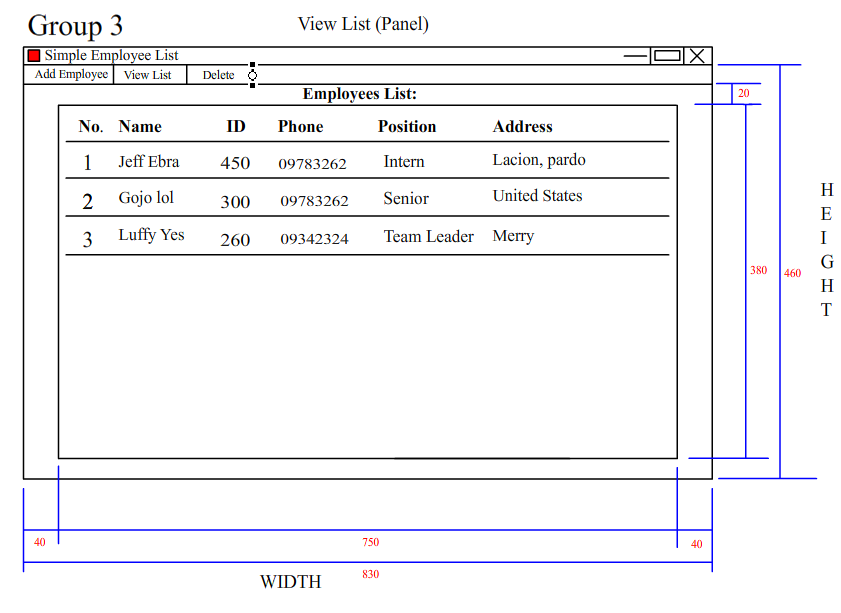 Group 3
View List (Panel)
Simple Employee List
Add Employee View List Delete
Employees List:
No. Name ID Phone Position Address
1 Jeff Ebra 450 09783262 Intern Lacion, pardo
2 Gojo lol 300 09783262 Senior United States
3 Luffy Yes 260 09342324 Team Leader Merry
20
380
460
HEIGHT
40 750 40
830
WIDTH